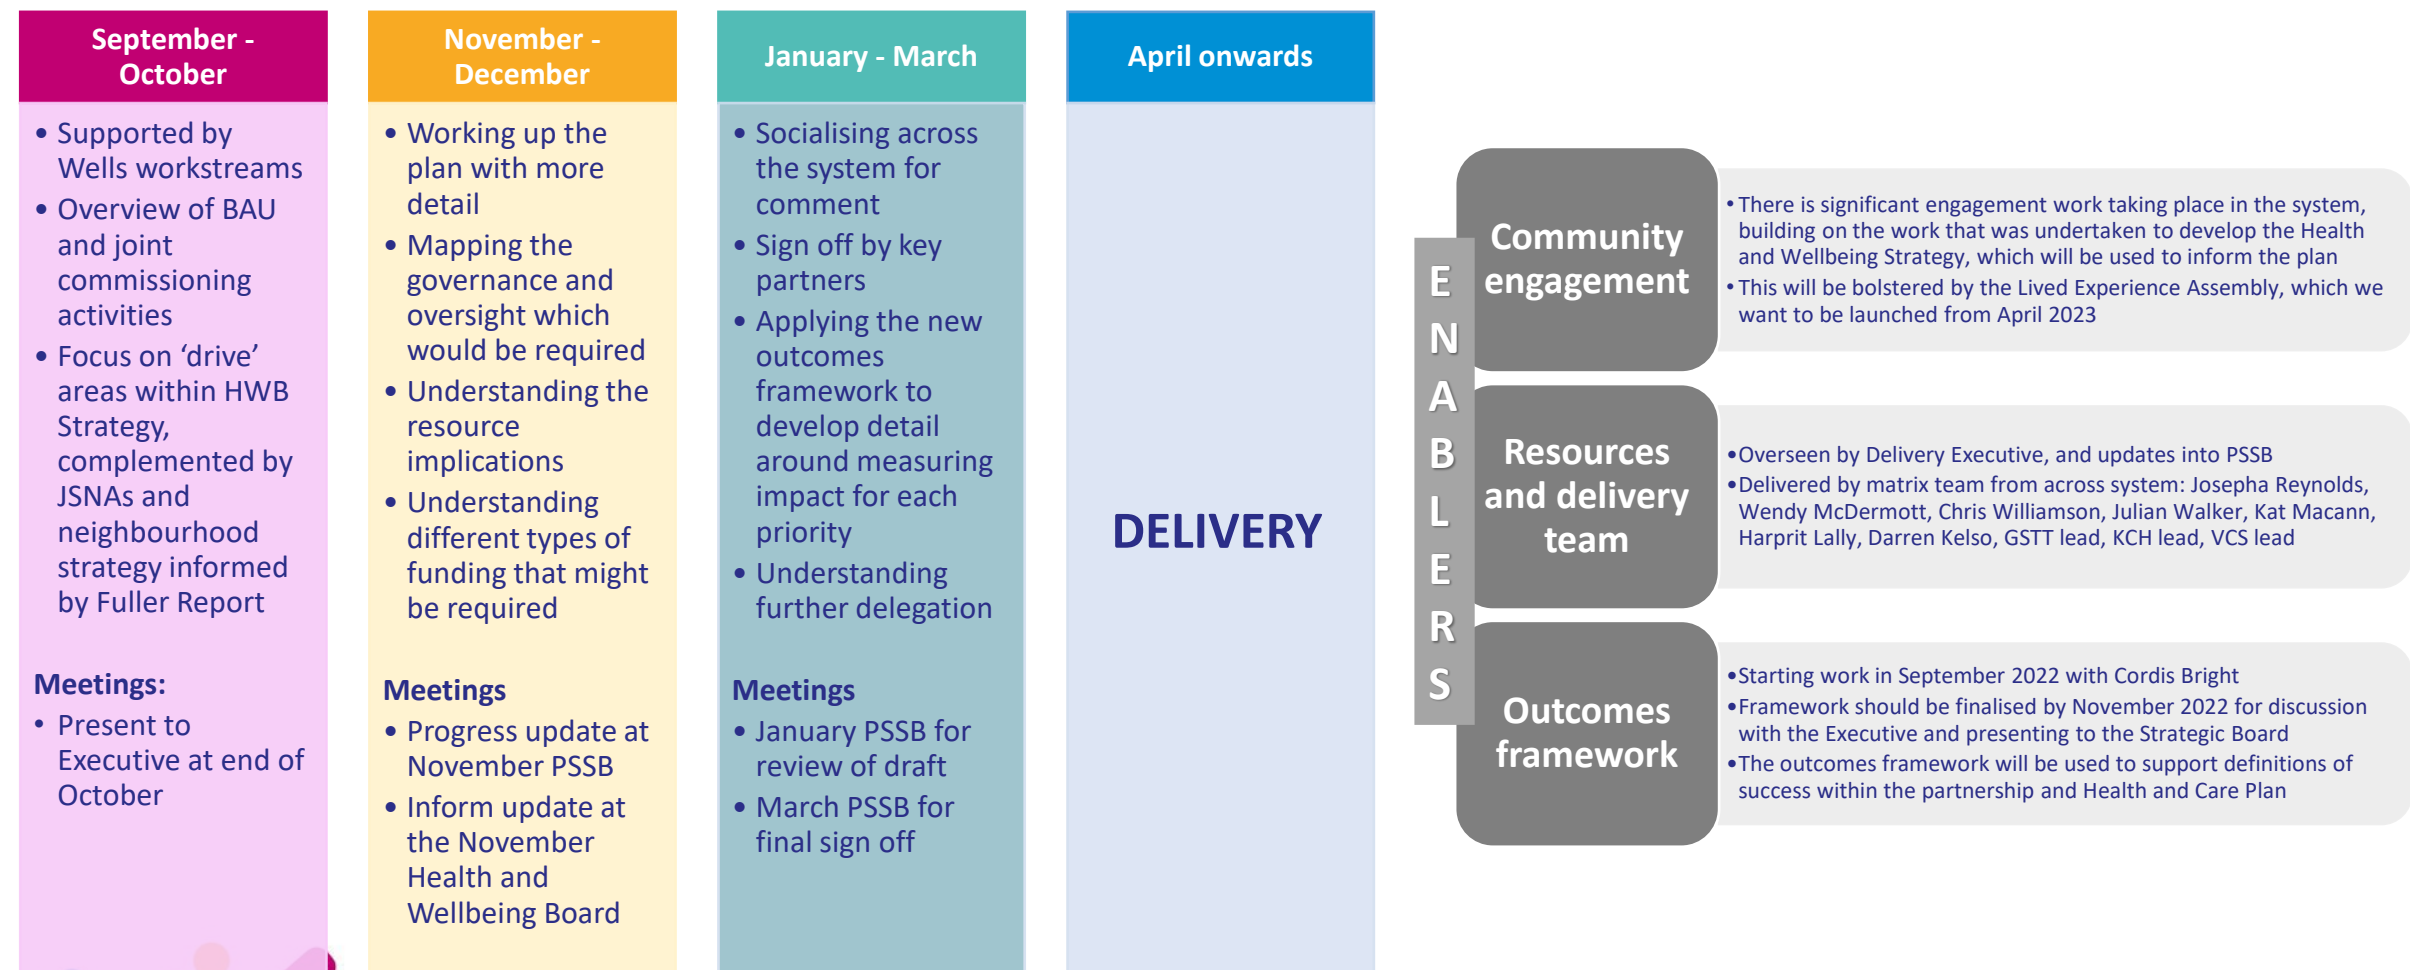 September -
October
• Supported by
Wells workstreams
• Overview of BAU
and joint
commissioning
activities
• Focus on ‘drive’
areas within HWB
Strategy,
complemented by
JSNAs and
neighbourhood
strategy informed
by Fuller Report
Meetings:
• Present to
Executive at end of
October
November -
December
• Working up the
plan with more
detail
• Mapping the
governance and
oversight which
would be required
• Understanding the
resource
implications
• Understanding
different types of
funding that might
be required
Meetings
• Progress update at
November PSSB
• Inform update at
the November
Health and
Wellbeing Board
January - March
• Socialising across
the system for
comment
• Sign off by key
partners
• Applying the new
outcomes
framework to
develop detail
around measuring
impact for each
priority
• Understanding
further delegation
Meetings
• January PSSB for
review of draft
• March PSSB for
final sign off
April onwards
DELIVERY
E
N
A
B
L
E
R
S
Community
engagement
• There is significant engagement work taking place in the system,
building on the work that was undertaken to develop the Health
and Wellbeing Strategy, which will be used to inform the plan
• This will be bolstered by the Lived Experience Assembly, which we
want to be launched from April 2023
Resources
and delivery
team
• Overseen by Delivery Executive, and updates into PSSB
• Delivered by matrix team from across system: Josepha Reynolds,
Wendy McDermott, Chris Williamson, Julian Walker, Kat Macann,
Harprit Lally, Darren Kelso, GSTT lead, KCH lead, VCS lead
Outcomes
framework
• Starting work in September 2022 with Cordis Bright
• Framework should be finalised by November 2022 for discussion
with the Executive and presenting to the Strategic Board
• The outcomes framework will be used to support definitions of
success within the partnership and Health and Care Plan